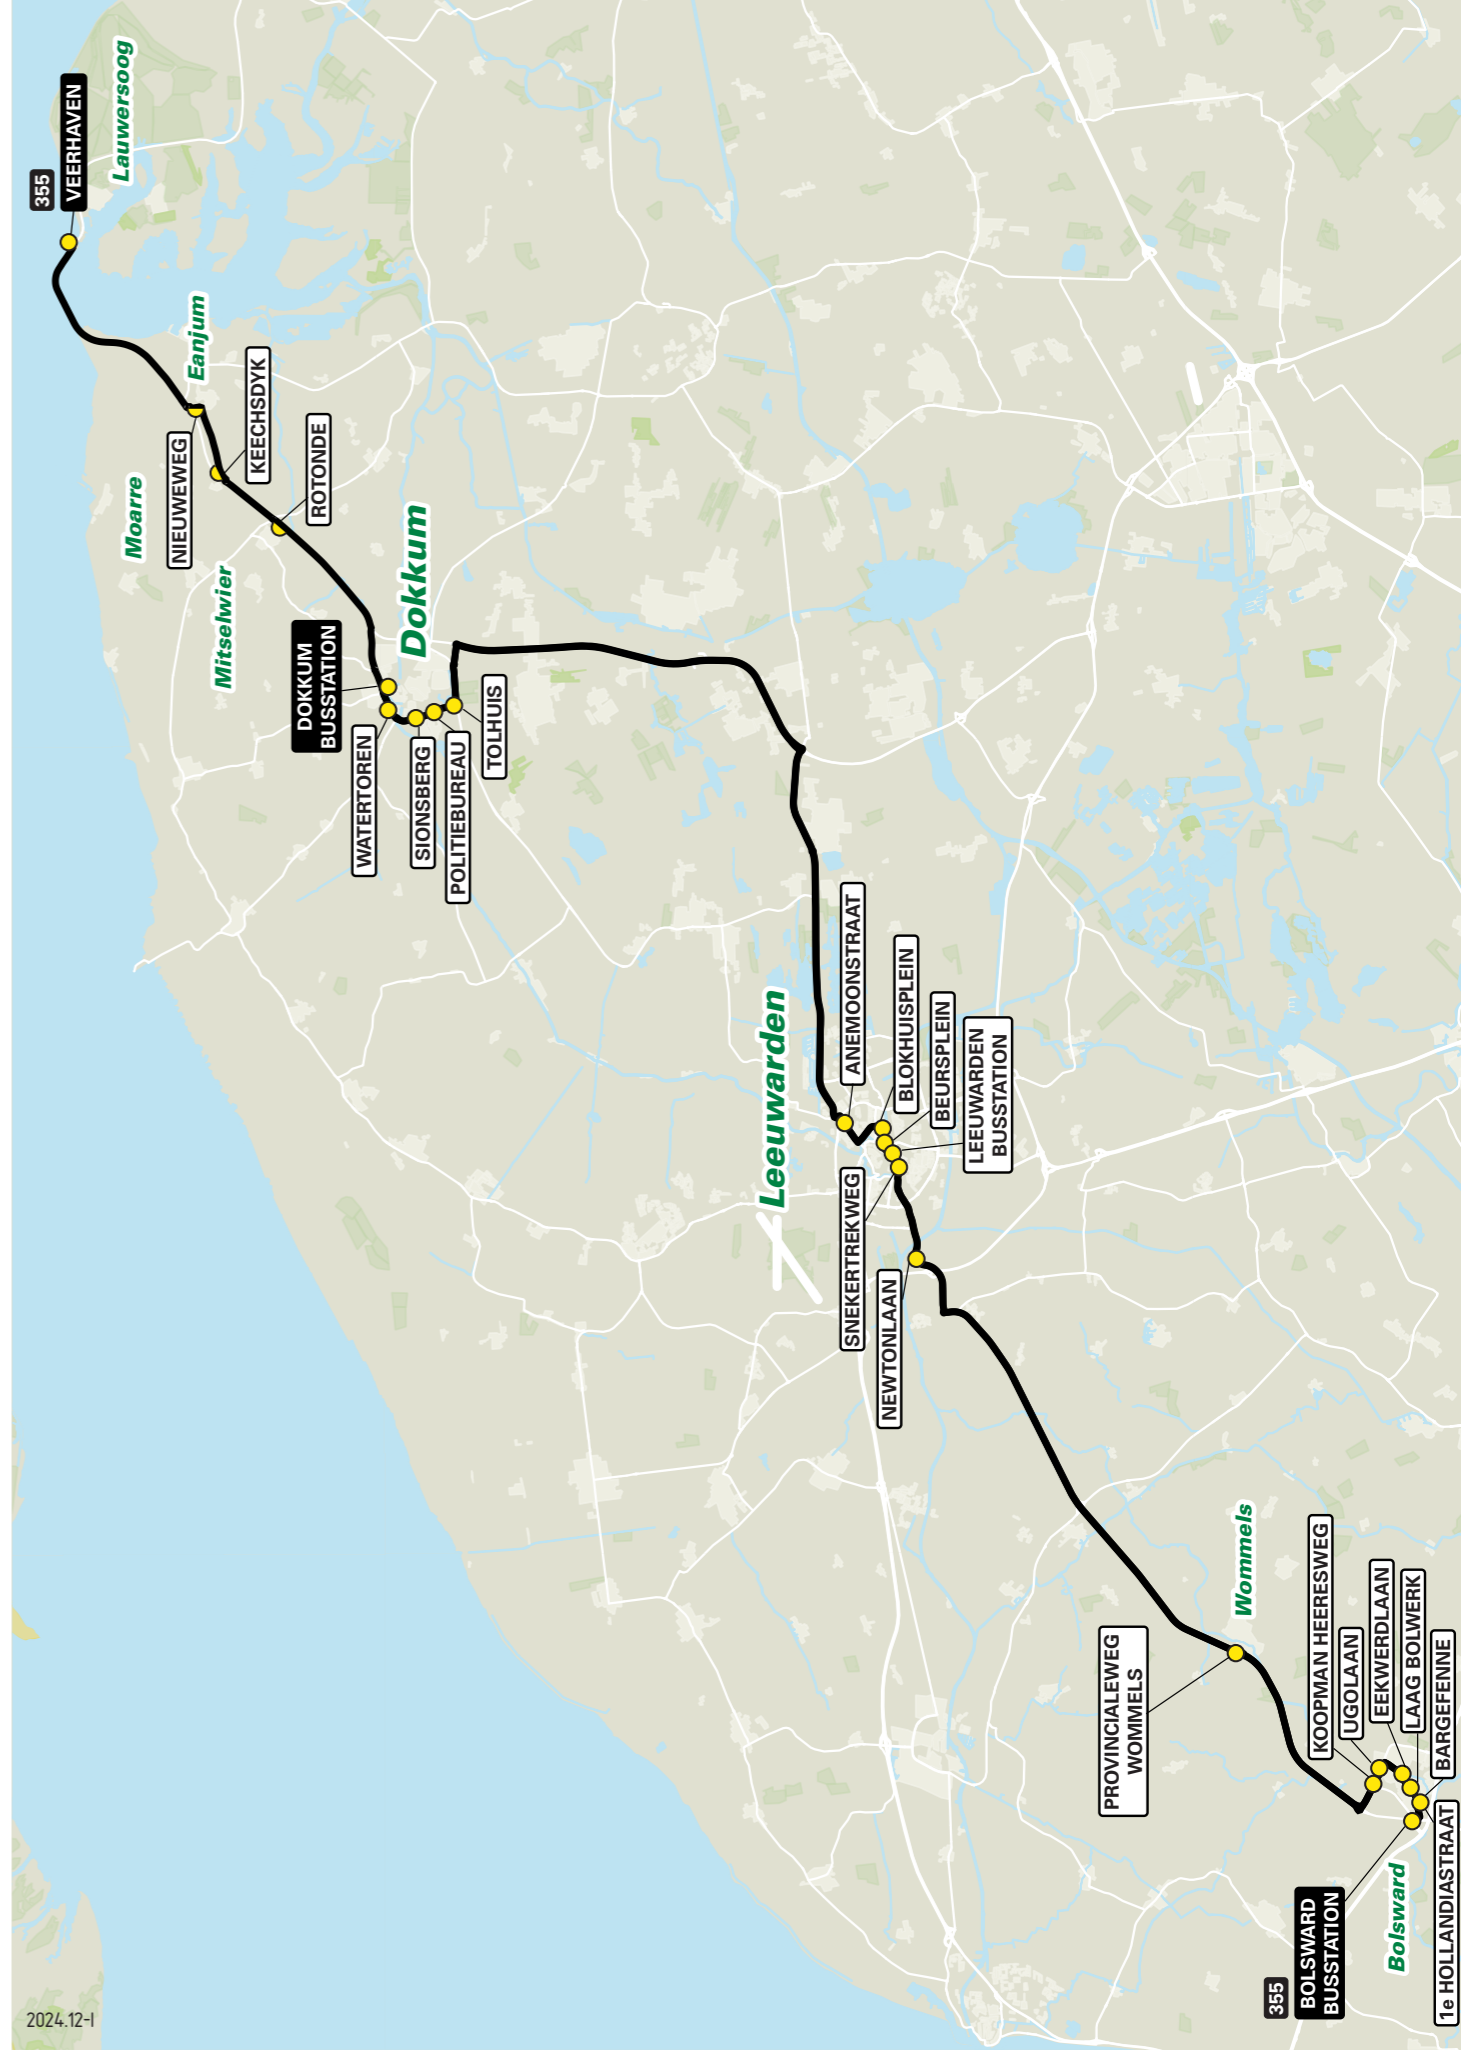 355
VEERHAVEN
Lauwersoog
Eanjum
NIEUWEWEG
KEECHSDYK
Moarre
ROTONDE
Mitselwier
DOKKUM
BUSSTATION
Dokkum
WATERTOREN
SIONSBERG
POLITIEBUREAU
TOLHUIS
Leeuwarden
ANEMOONSTRAAT
BLOKHUISPLEIN
BEURSPLEIN
LEEUWARDEN
BUSSTATION
SNEKERTREKWEG
NEWTONLAAN
Wommels
PROVINCIALEWEG
WOMMELS
KOOPMAN HEERESWEG
UGOLAAN
EEKWERDLAAN
LAAG BOLWERK
BARGEFENNE
1e HOLLANDIASTRAAT
Bolsward
355
BOLSWARD
BUSSTATION
2024.12-I